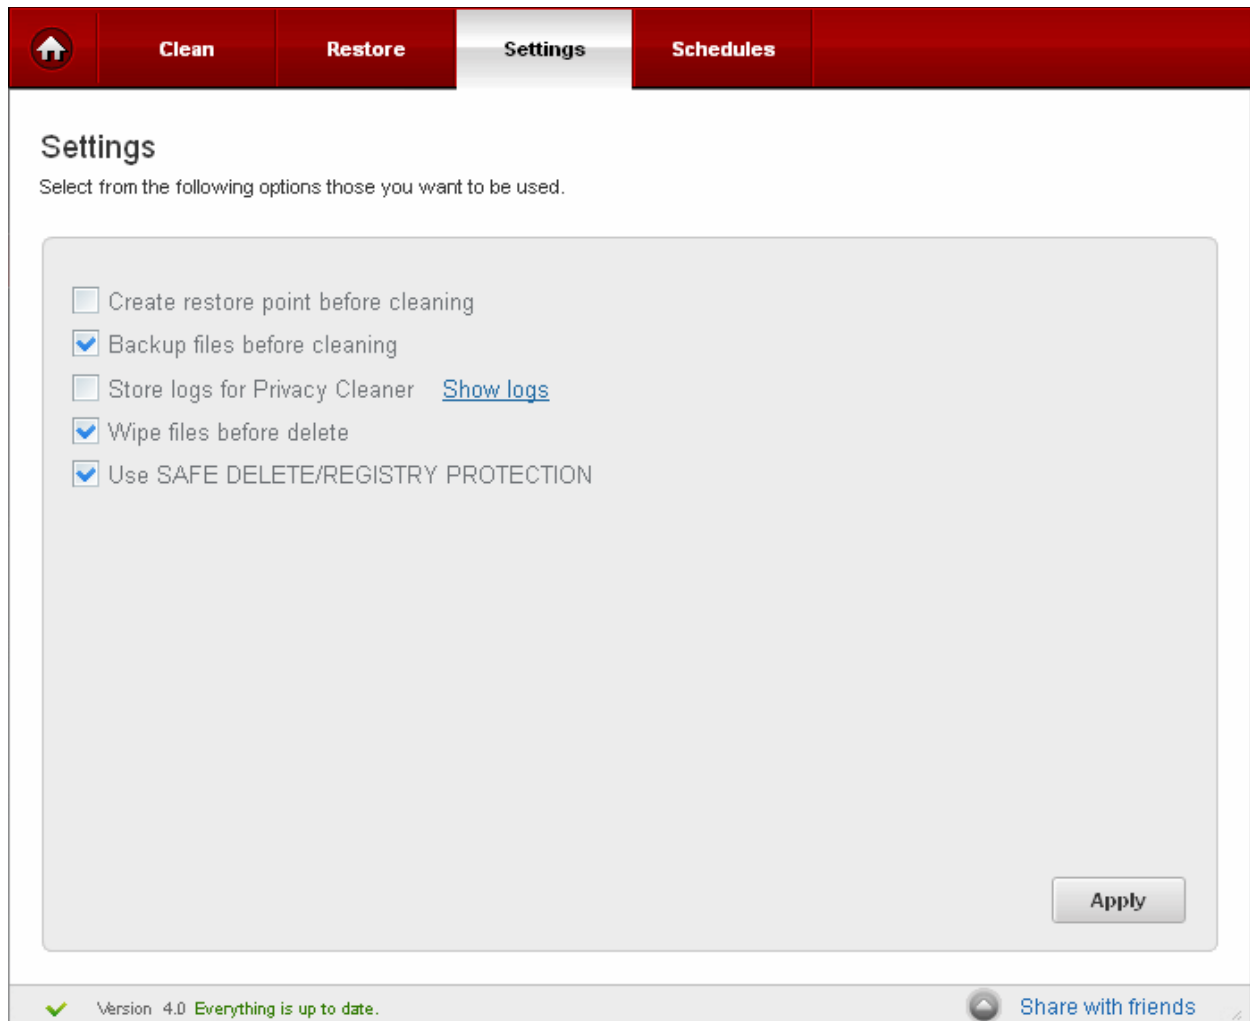 Clean Restore Settings Schedules
Settings
Select from the following options those you want to be used.
Create restore point before cleaning
Backup files before cleaning
Store logs for Privacy Cleaner Show logs
Wipe files before delete
Use SAFE DELETE/REGISTRY PROTECTION
Apply
Version 4.0 Everything is up to date. Share with friends